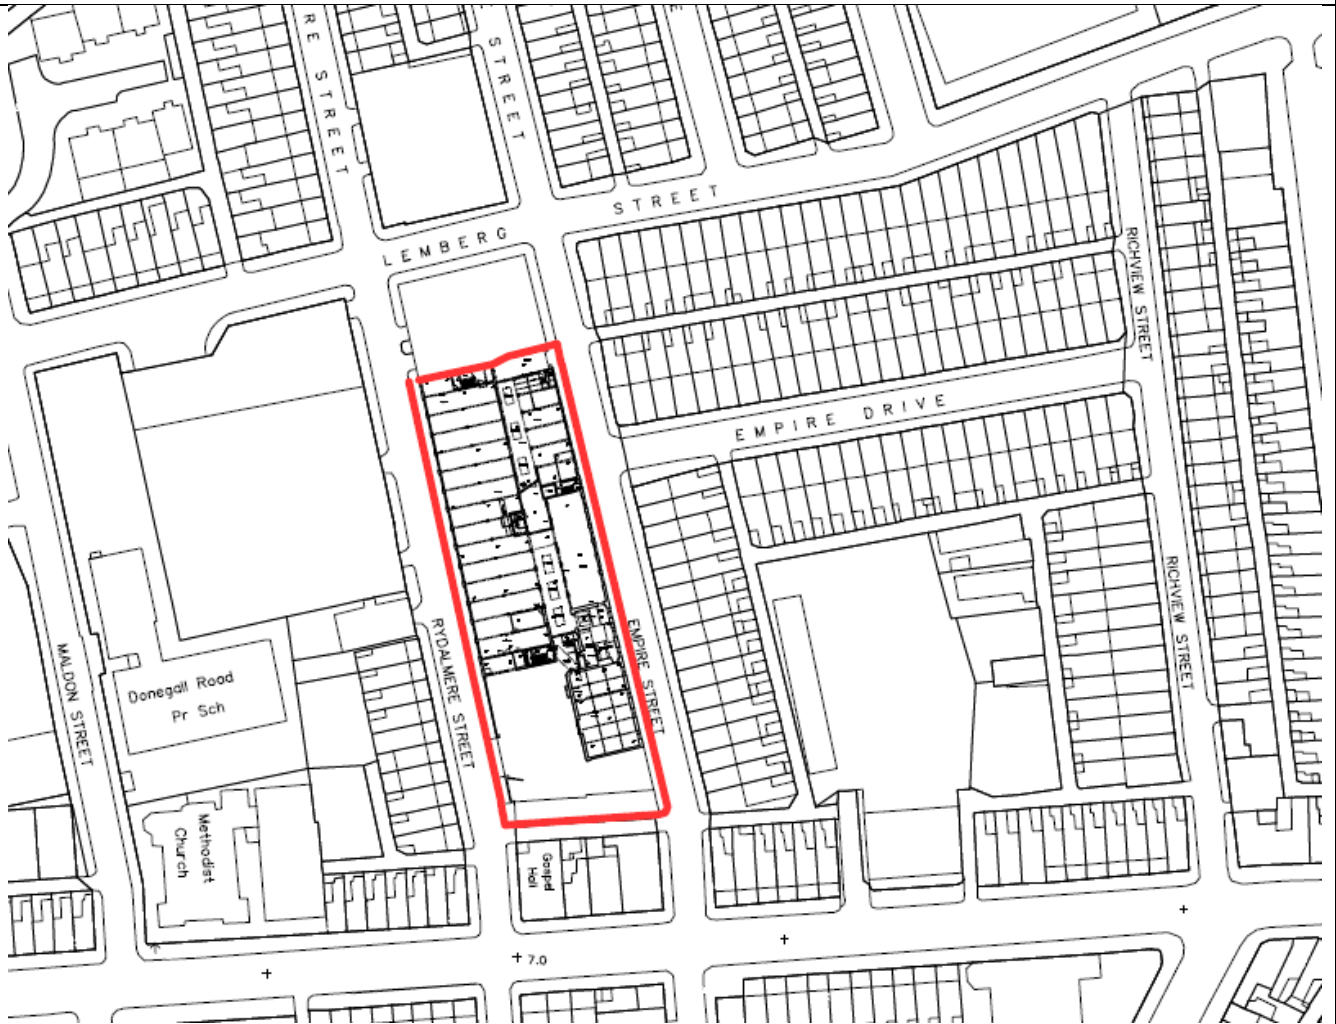 RE STREET
STREET
STREET
LEMBERG
RICHVIEW STREET
EMPIRE DRIVE
RICHVIEW STREET
RYDALMERE STREET
EMPIRE STREET
MALDON STREET
Donegall Road
Pr Sch
Methodist
Church
Gospel
Hall
7.0